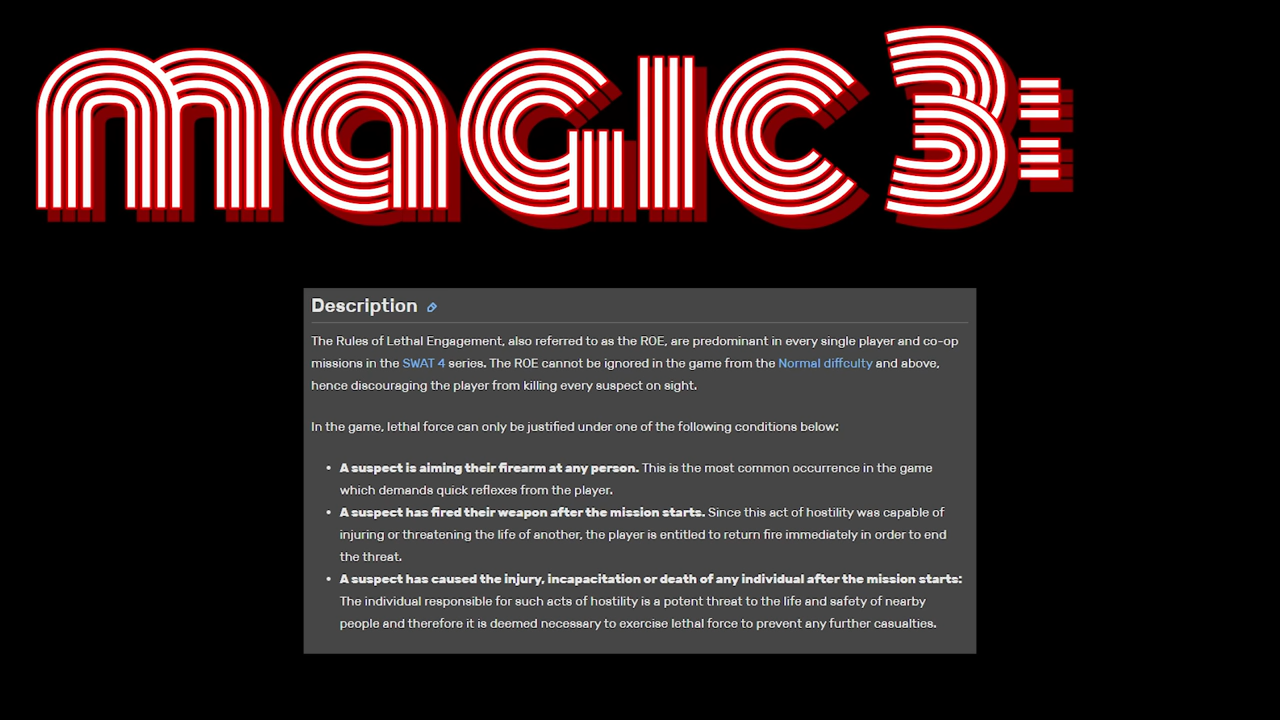 magic 3:
Description
The Rules of Lethal Engagement, also referred to as the ROE, are predominant in every single player and co-op
missions in the SWAT 4 series. The ROE cannot be ignored in the game from the Normal diffculty and above,
hence discouraging the player from killing every suspect on sight.
In the game, lethal force can only be justified under one of the following conditions below:
• A suspect is aiming their firearm at any person. This is the most common occurrence in the game
which demands quick reflexes from the player.
• A suspect has fired their weapon after the mission starts. Since this act of hostility was capable of
injuring or threatening the life of another, the player is entitled to return fire immediately in order to end
the threat.
• A suspect has caused the injury, incapacitation or death of any individual after the mission starts:
The individual responsible for such acts of hostility is a potent threat to the life and safety of nearby
people and therefore it is deemed necessary to exercise lethal force to prevent any further casualties.